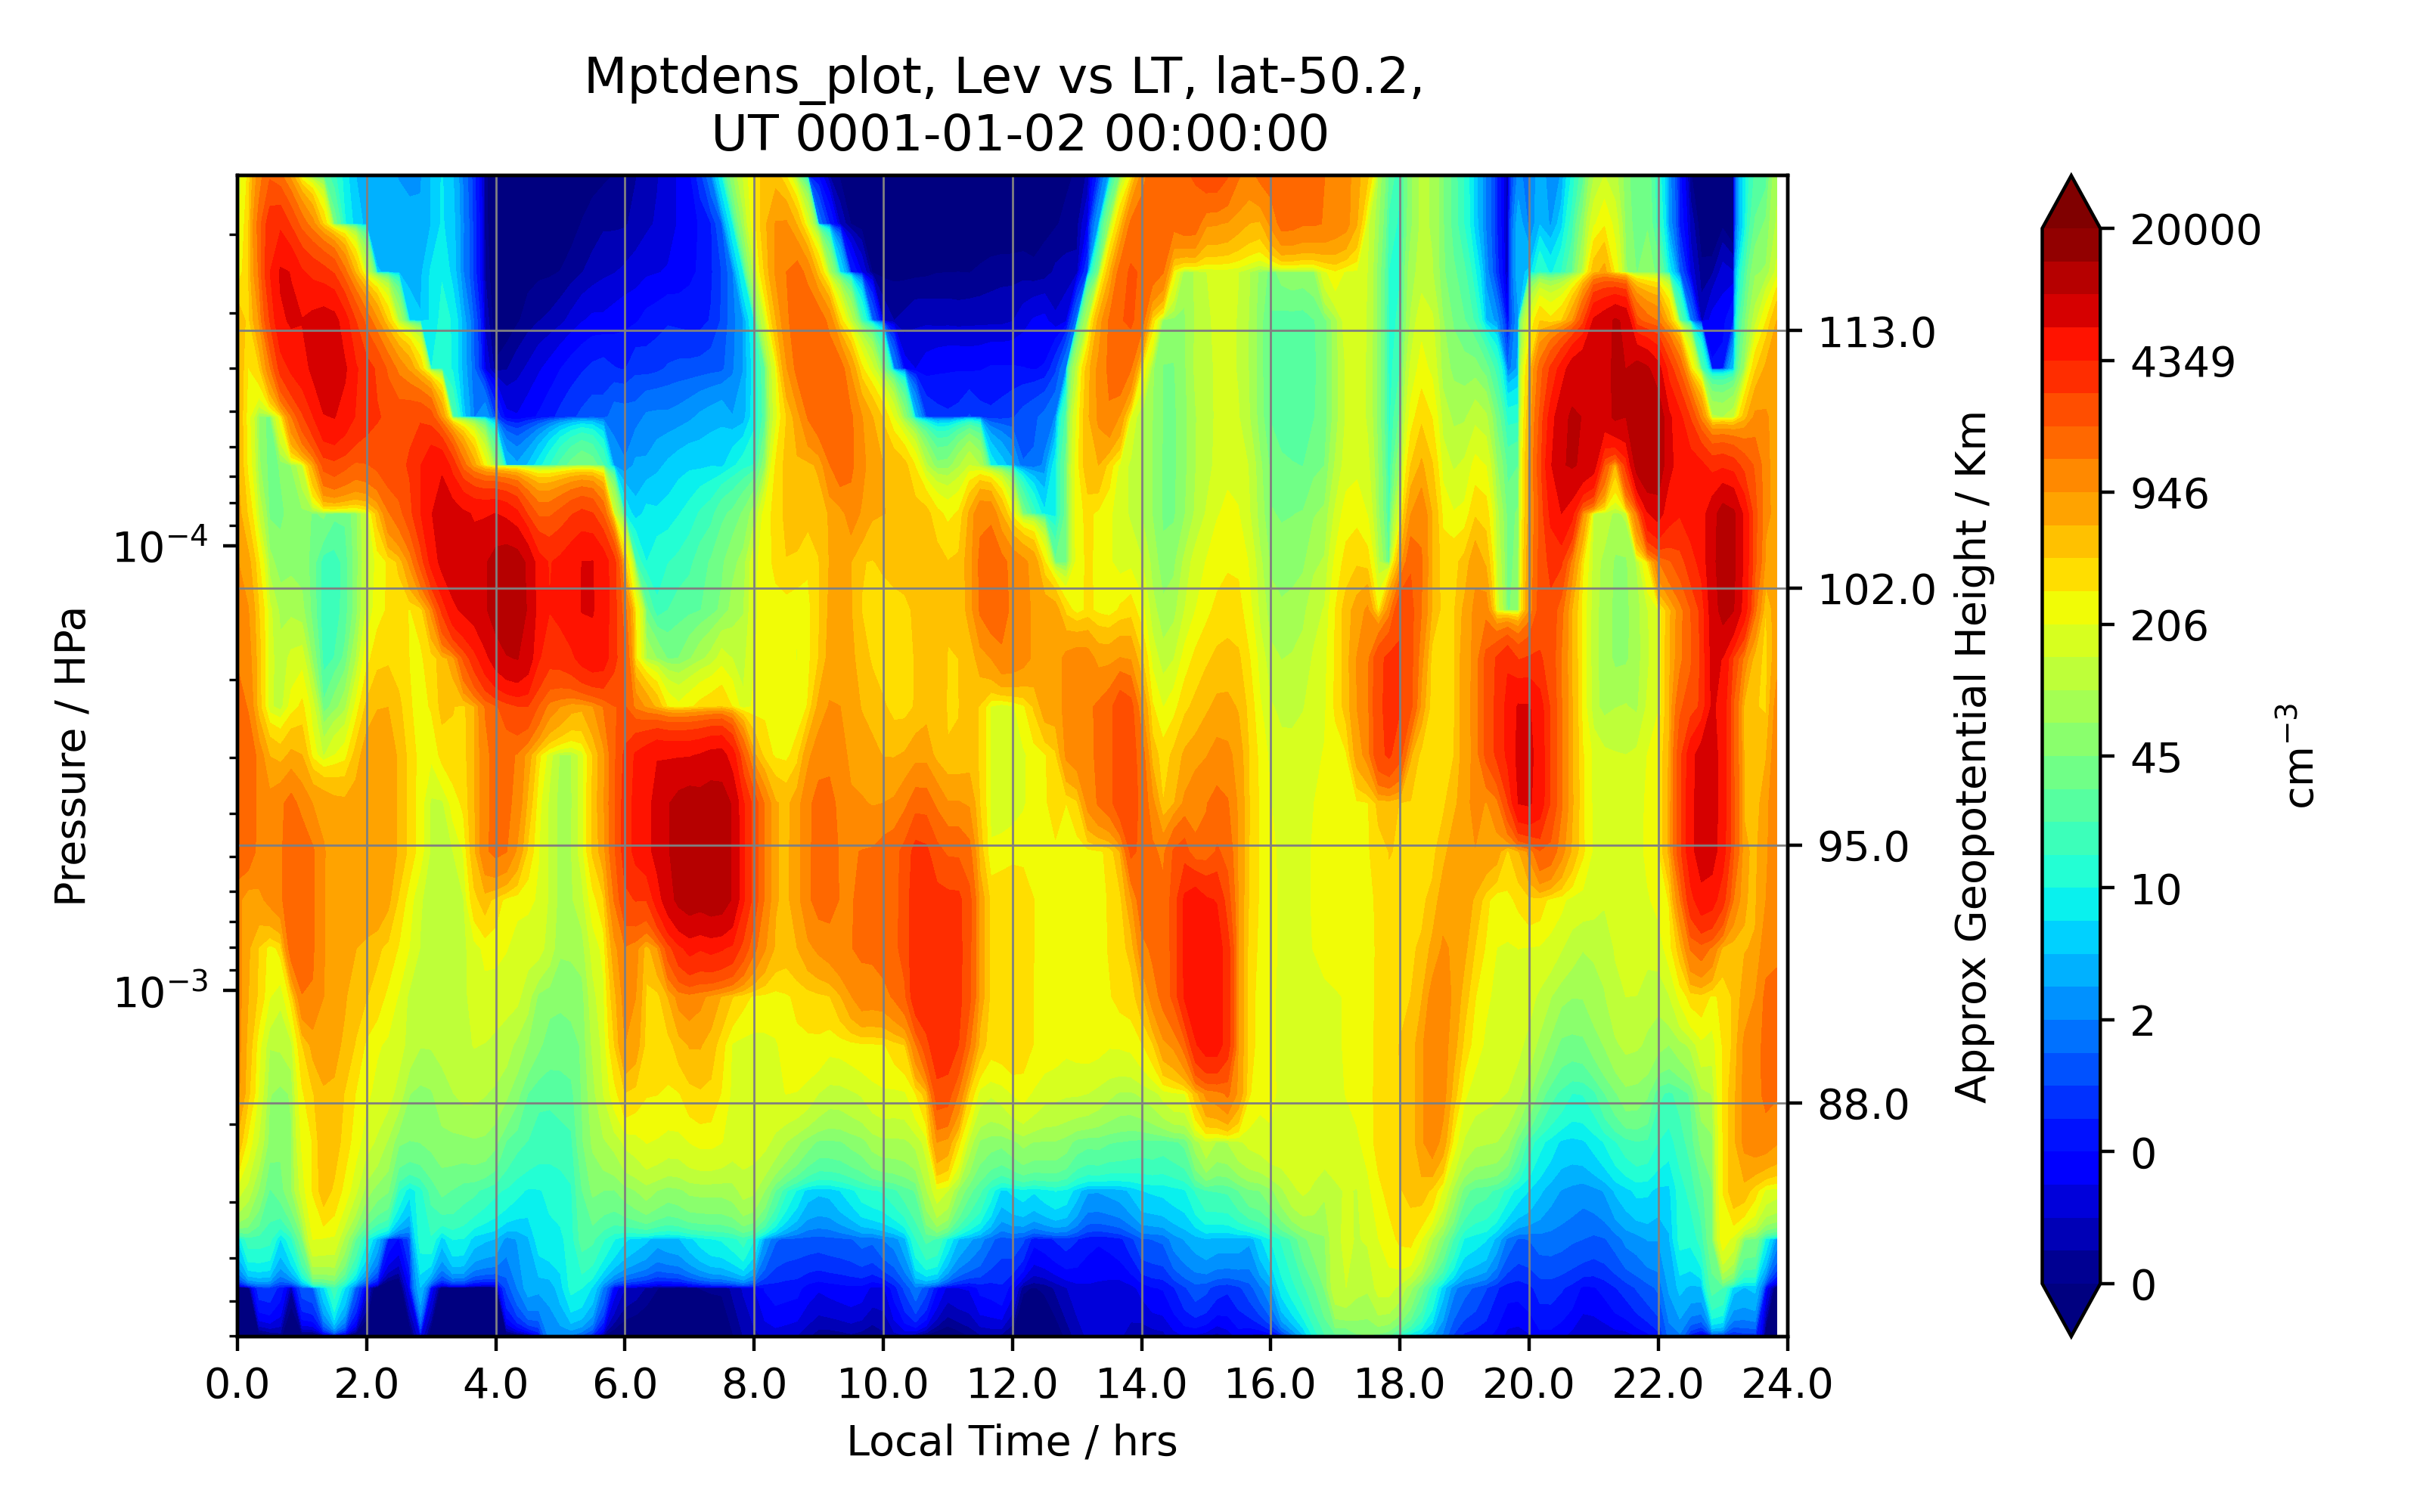 Mptdens_plot, Lev vs LT, lat-50.2,
UT 0001-01-02 00:00:00
Pressure / HPa
10⁻⁴
10⁻³
0.0 2.0 4.0 6.0 8.0 10.0 12.0 14.0 16.0 18.0 20.0 22.0 24.0
Local Time / hrs
113.0
102.0
95.0
88.0
Approx Geopotential Height / Km
20000
4349
946
206
45
10
2
0
0
cm⁻³